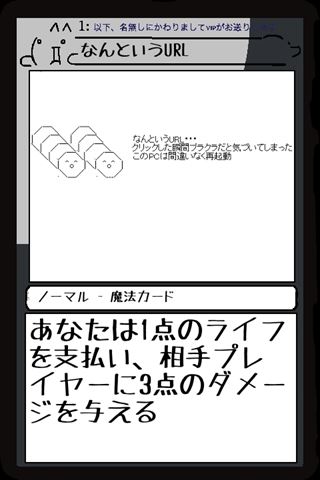 1: 以下、名無しにかわりましてVIPがお送りします
なんというURL
なんというURL・・・
クリックした瞬間ブラクラだと気づいてしまった
このPCは間違いなく再起動
ノーマル - 魔法カード
あなたは1点のライフ
を支払い、相手プレ
イヤーに3点のダメー
ジを与える